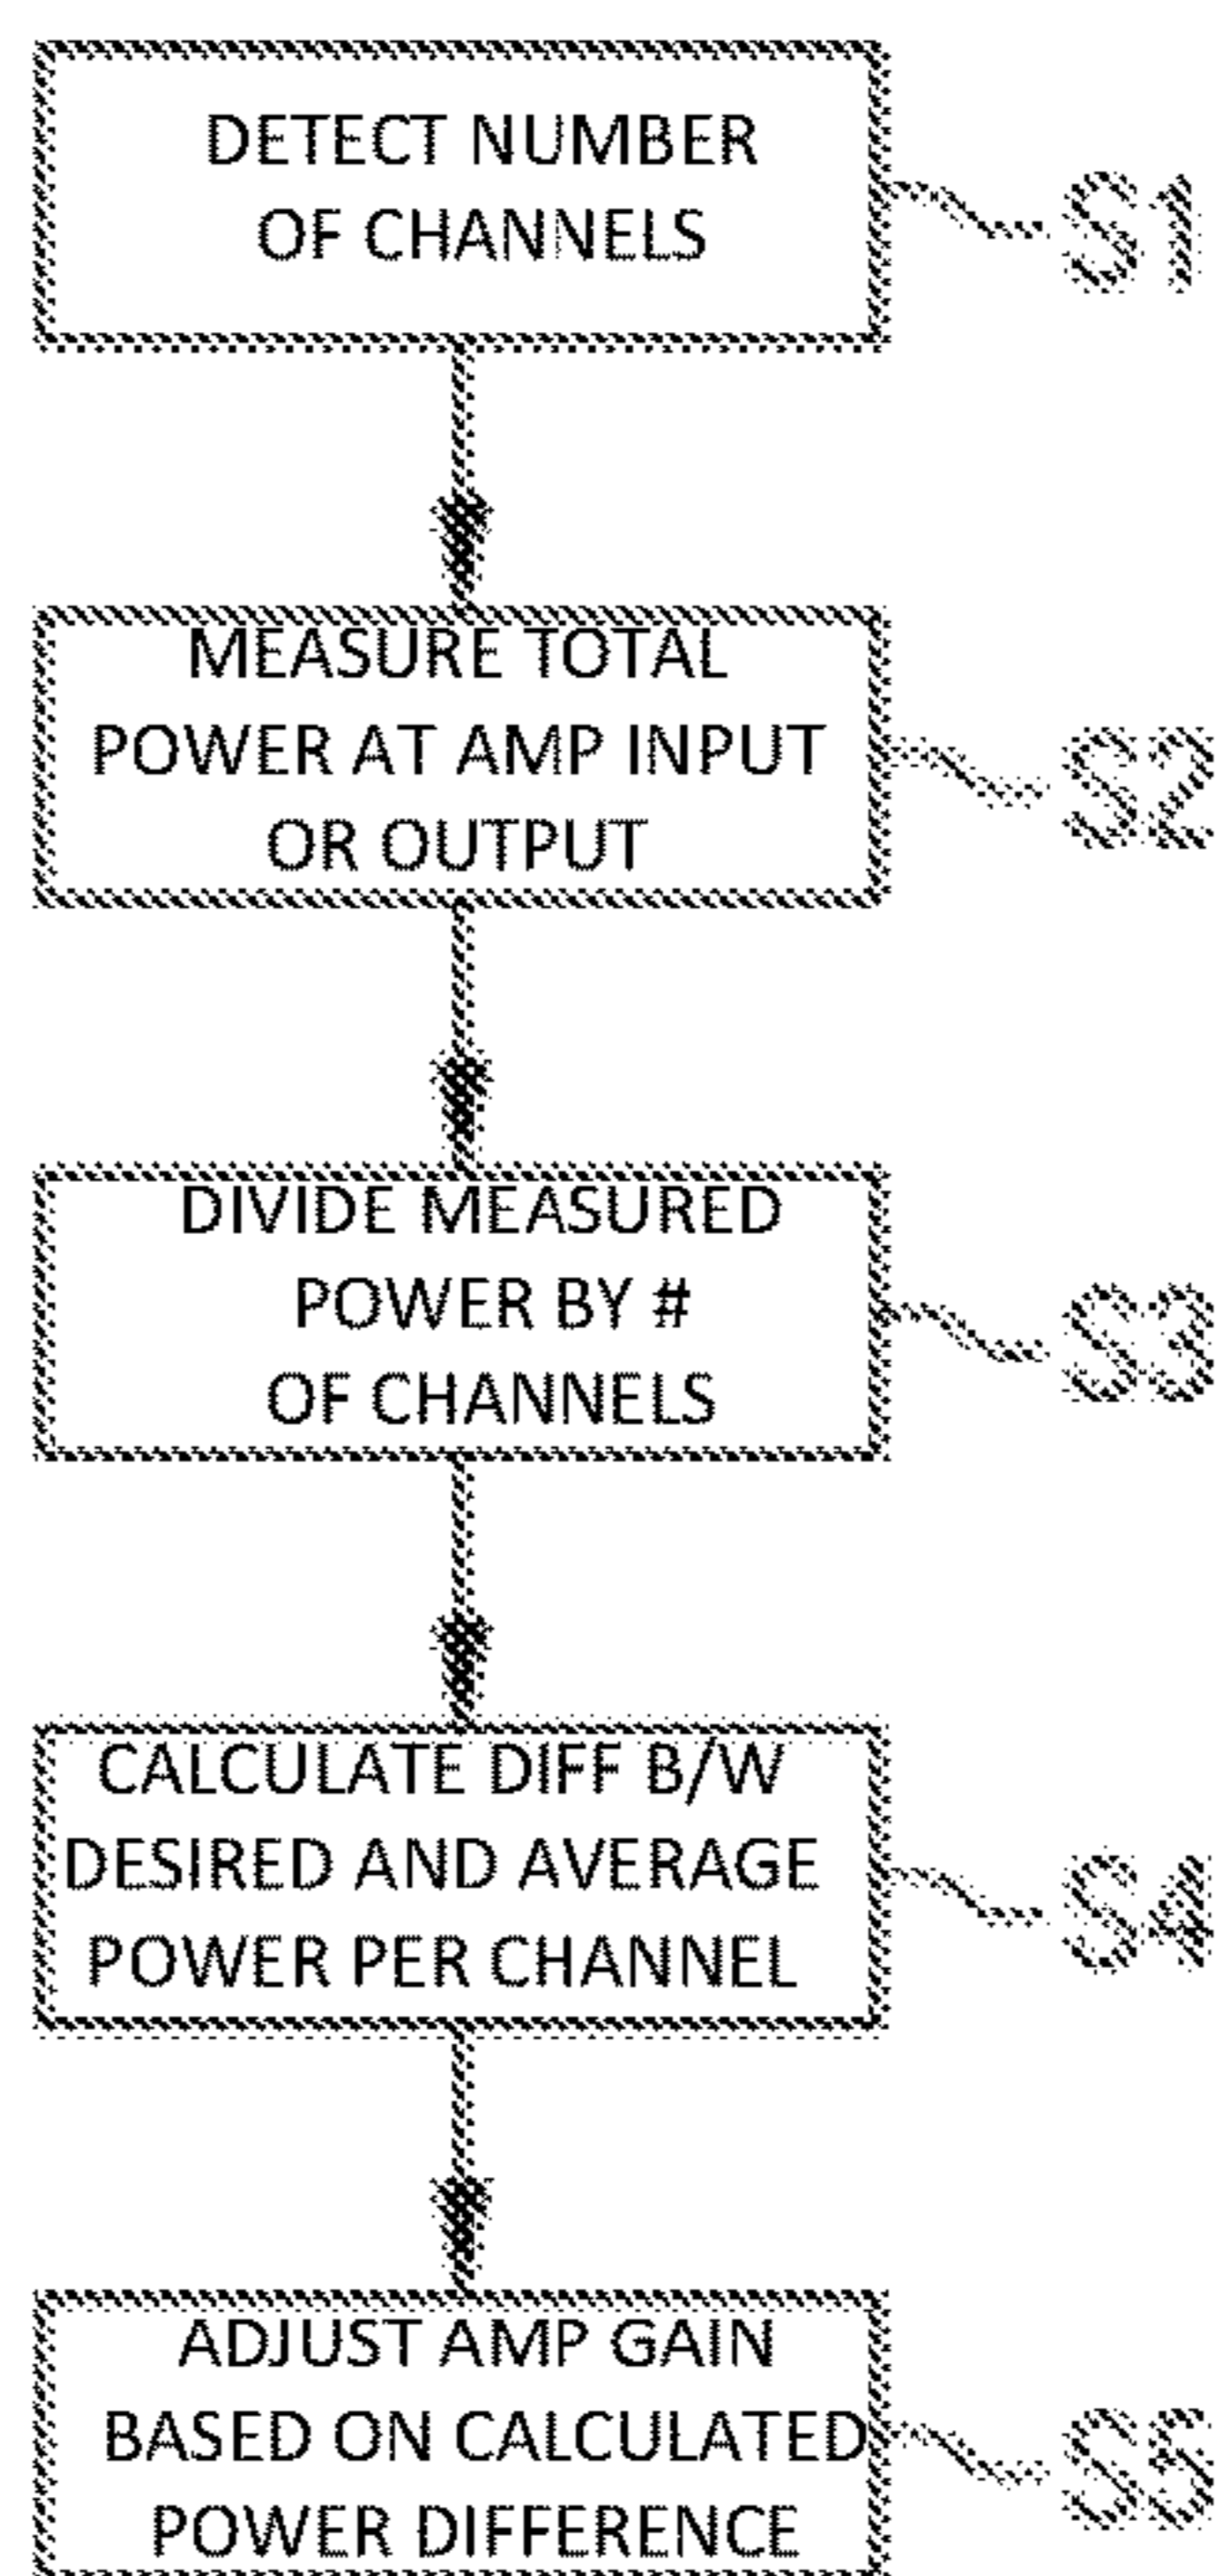 DETECT NUMBER
OF CHANNELS
S1
MEASURE TOTAL
POWER AT AMP INPUT
OR OUTPUT
S2
DIVIDE MEASURED
POWER BY #
OF CHANNELS
S3
CALCULATE DIFF B/W
DESIRED AND AVERAGE
POWER PER CHANNEL
S4
ADJUST AMP GAIN
BASED ON CALCULATED
POWER DIFFERENCE
S5